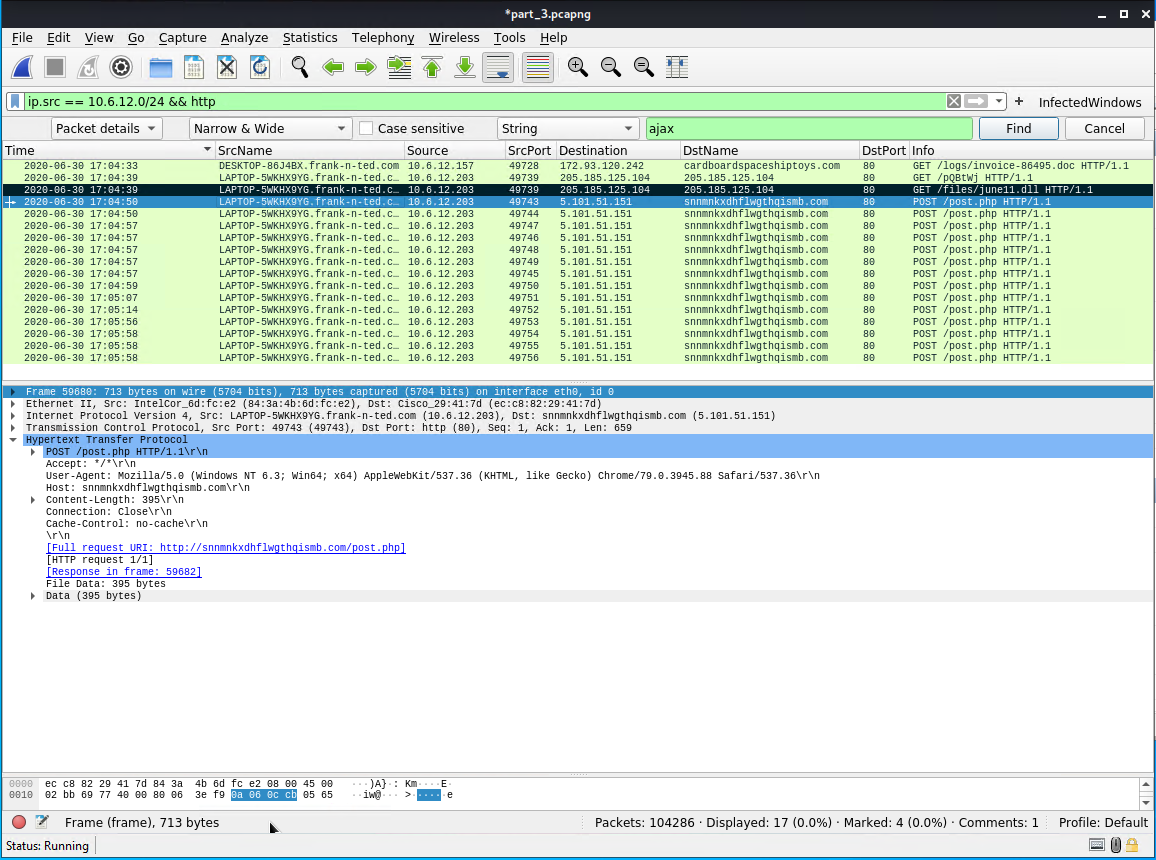 *part_3.pcapng
File Edit View Go Capture Analyze Statistics Telephony Wireless Tools Help
ip.src == 10.6.12.0/24 && http + InfectedWindows
Packet details Narrow & Wide Case sensitive String ajax Find Cancel
Time SrcName Source SrcPort Destination DstName DstPort Info
2020-06-30 17:04:33 DESKTOP-86J4BX.frank-n-ted.com 10.6.12.157 49728 172.93.120.242 cardboardspaceshiptoys.com 80 GET /logs/invoice-86495.doc HTTP/1.1
2020-06-30 17:04:39 LAPTOP-5WKHX9YG.frank-n-ted.c… 10.6.12.203 49739 205.185.125.104 205.185.125.104 80 GET /pQBtWj HTTP/1.1
2020-06-30 17:04:39 LAPTOP-5WKHX9YG.frank-n-ted.c… 10.6.12.203 49739 205.185.125.104 205.185.125.104 80 GET /files/june11.dll HTTP/1.1
2020-06-30 17:04:50 LAPTOP-5WKHX9YG.frank-n-ted.c… 10.6.12.203 49743 5.101.51.151 snnmnkxdhflwgthqismb.com 80 POST /post.php HTTP/1.1
2020-06-30 17:04:50 LAPTOP-5WKHX9YG.frank-n-ted.c… 10.6.12.203 49744 5.101.51.151 snnmnkxdhflwgthqismb.com 80 POST /post.php HTTP/1.1
2020-06-30 17:04:57 LAPTOP-5WKHX9YG.frank-n-ted.c… 10.6.12.203 49747 5.101.51.151 snnmnkxdhflwgthqismb.com 80 POST /post.php HTTP/1.1
2020-06-30 17:04:57 LAPTOP-5WKHX9YG.frank-n-ted.c… 10.6.12.203 49746 5.101.51.151 snnmnkxdhflwgthqismb.com 80 POST /post.php HTTP/1.1
2020-06-30 17:04:57 LAPTOP-5WKHX9YG.frank-n-ted.c… 10.6.12.203 49748 5.101.51.151 snnmnkxdhflwgthqismb.com 80 POST /post.php HTTP/1.1
2020-06-30 17:04:57 LAPTOP-5WKHX9YG.frank-n-ted.c… 10.6.12.203 49749 5.101.51.151 snnmnkxdhflwgthqismb.com 80 POST /post.php HTTP/1.1
2020-06-30 17:04:57 LAPTOP-5WKHX9YG.frank-n-ted.c… 10.6.12.203 49745 5.101.51.151 snnmnkxdhflwgthqismb.com 80 POST /post.php HTTP/1.1
2020-06-30 17:04:59 LAPTOP-5WKHX9YG.frank-n-ted.c… 10.6.12.203 49750 5.101.51.151 snnmnkxdhflwgthqismb.com 80 POST /post.php HTTP/1.1
2020-06-30 17:05:07 LAPTOP-5WKHX9YG.frank-n-ted.c… 10.6.12.203 49751 5.101.51.151 snnmnkxdhflwgthqismb.com 80 POST /post.php HTTP/1.1
2020-06-30 17:05:14 LAPTOP-5WKHX9YG.frank-n-ted.c… 10.6.12.203 49752 5.101.51.151 snnmnkxdhflwgthqismb.com 80 POST /post.php HTTP/1.1
2020-06-30 17:05:56 LAPTOP-5WKHX9YG.frank-n-ted.c… 10.6.12.203 49753 5.101.51.151 snnmnkxdhflwgthqismb.com 80 POST /post.php HTTP/1.1
2020-06-30 17:05:58 LAPTOP-5WKHX9YG.frank-n-ted.c… 10.6.12.203 49754 5.101.51.151 snnmnkxdhflwgthqismb.com 80 POST /post.php HTTP/1.1
2020-06-30 17:05:58 LAPTOP-5WKHX9YG.frank-n-ted.c… 10.6.12.203 49755 5.101.51.151 snnmnkxdhflwgthqismb.com 80 POST /post.php HTTP/1.1
2020-06-30 17:05:58 LAPTOP-5WKHX9YG.frank-n-ted.c… 10.6.12.203 49756 5.101.51.151 snnmnkxdhflwgthqismb.com 80 POST /post.php HTTP/1.1
Frame 59680: 713 bytes on wire (5704 bits), 713 bytes captured (5704 bits) on interface eth0, id 0
Ethernet II, Src: IntelCor_6d:fc:e2 (84:3a:4b:6d:fc:e2), Dst: Cisco_29:41:7d (ec:c8:82:29:41:7d)
Internet Protocol Version 4, Src: LAPTOP-5WKHX9YG.frank-n-ted.com (10.6.12.203), Dst: snnmnkxdhflwgthqismb.com (5.101.51.151)
Transmission Control Protocol, Src Port: 49743 (49743), Dst Port: http (80), Seq: 1, Ack: 1, Len: 659
Hypertext Transfer Protocol
POST /post.php HTTP/1.1\r\n
Accept: */*\r\n
User-Agent: Mozilla/5.0 (Windows NT 6.3; Win64; x64) AppleWebKit/537.36 (KHTML, like Gecko) Chrome/79.0.3945.88 Safari/537.36\r\n
Host: snnmnkxdhflwgthqismb.com\r\n
Content-Length: 395\r\n
Connection: Close\r\n
Cache-Control: no-cache\r\n
\r\n
[Full request URI: http://snnmnkxdhflwgthqismb.com/post.php]
[HTTP request 1/1]
[Response in frame: 59682]
File Data: 395 bytes
Data (395 bytes)
0000 ec c8 82 29 41 7d 84 3a 4b 6d fc e2 08 00 45 00 ···)A}·: Km····E·
0010 02 bb 69 77 40 00 80 06 3e f9 0a 06 0c cb 05 65 ··iw@··· >······e
Frame (frame), 713 bytes Packets: 104286 · Displayed: 17 (0.0%) · Marked: 4 (0.0%) · Comments: 1 Profile: Default
Status: Running